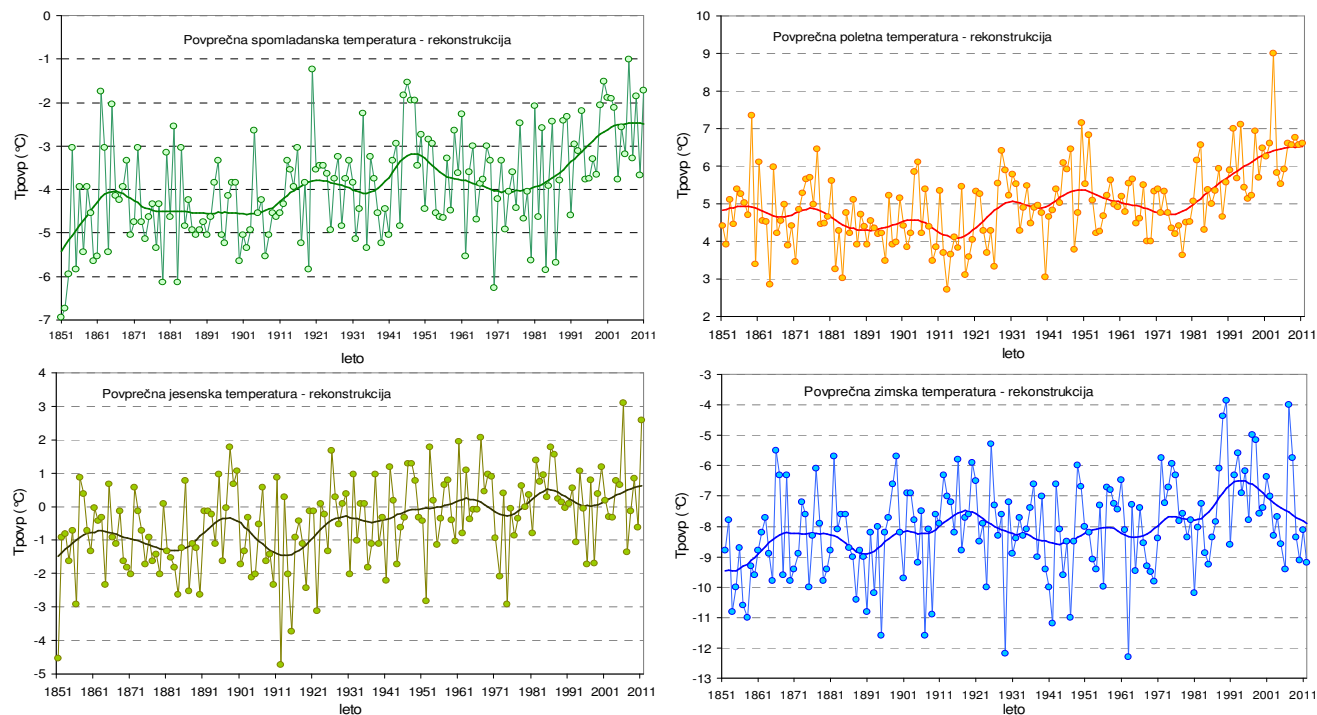 Povprečna spomladanska temperatura - rekonstrukcija
Tpovp (°C)
0
-1
-2
-3
-4
-5
-6
-7
1851 1861 1871 1881 1891 1901 1911 1921 1931 1941 1951 1961 1971 1981 1991 2001 2011
leto
Povprečna poletna temperatura - rekonstrukcija
Tpovp (°C)
10
9
8
7
6
5
4
3
2
1851 1861 1871 1881 1891 1901 1911 1921 1931 1941 1951 1961 1971 1981 1991 2001 2011
leto
Povprečna jesenska temperatura - rekonstrukcija
Tpovp (°C)
4
3
2
1
0
-1
-2
-3
-4
-5
1851 1861 1871 1881 1891 1901 1911 1921 1931 1941 1951 1961 1971 1981 1991 2001 2011
leto
Povprečna zimska temperatura - rekonstrukcija
Tpovp (°C)
-3
-4
-5
-6
-7
-8
-9
-10
-11
-12
-13
1851 1861 1871 1881 1891 1901 1911 1921 1931 1941 1951 1961 1971 1981 1991 2001 2011
leto